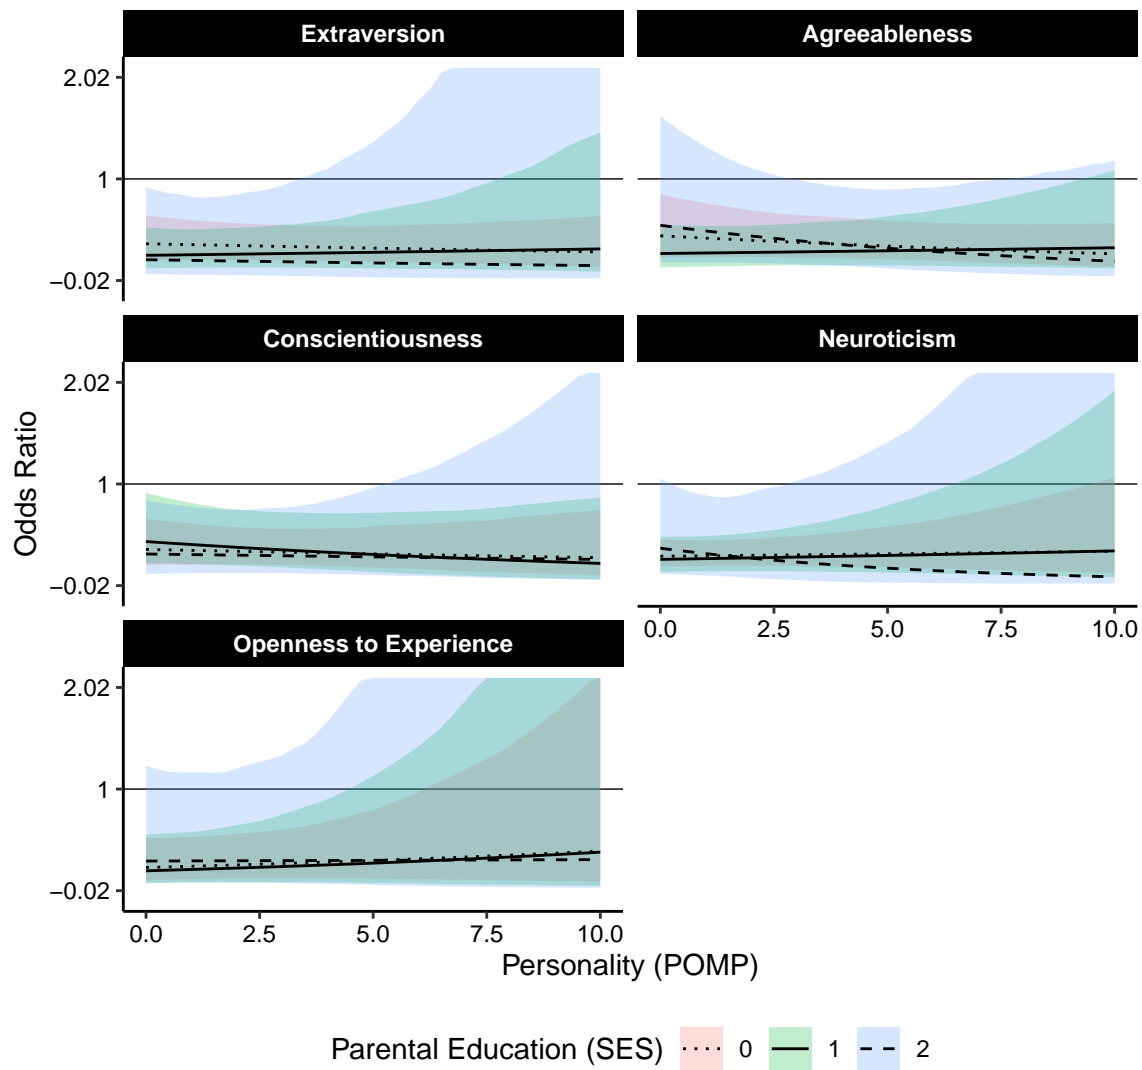 Extraversion
Agreeableness
2.02
1
−0.02
Conscientiousness
Neuroticism
2.02
1
−0.02
0.0 2.5 5.0 7.5 10.0
Openness to Experience
2.02
1
−0.02
0.0 2.5 5.0 7.5 10.0
Odds Ratio
Personality (POMP)
Parental Education (SES) 0 1 2